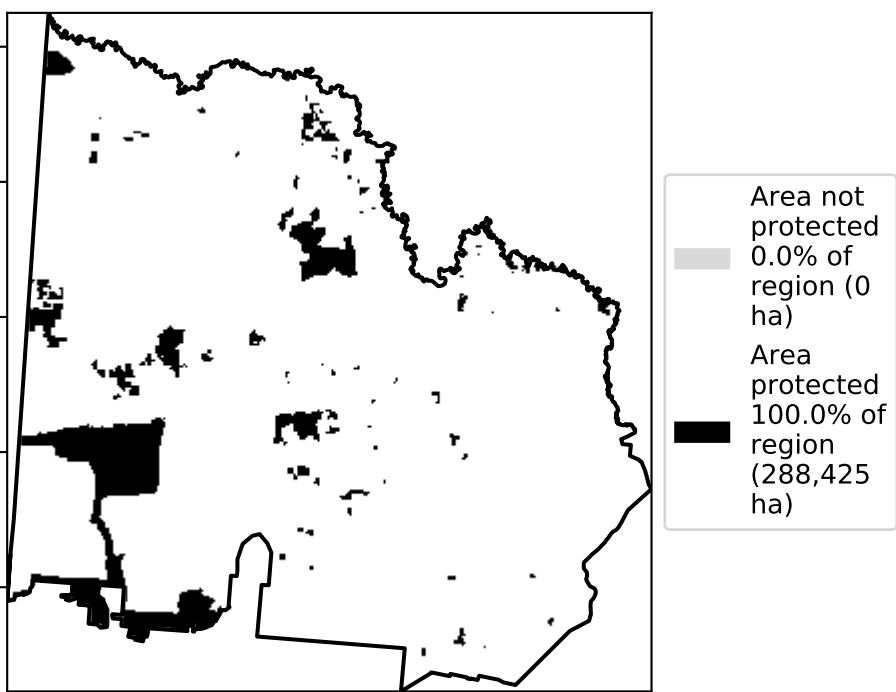 Area not
protected
0.0% of
region (0
ha)
Area
protected
100.0% of
region
(288,425
ha)